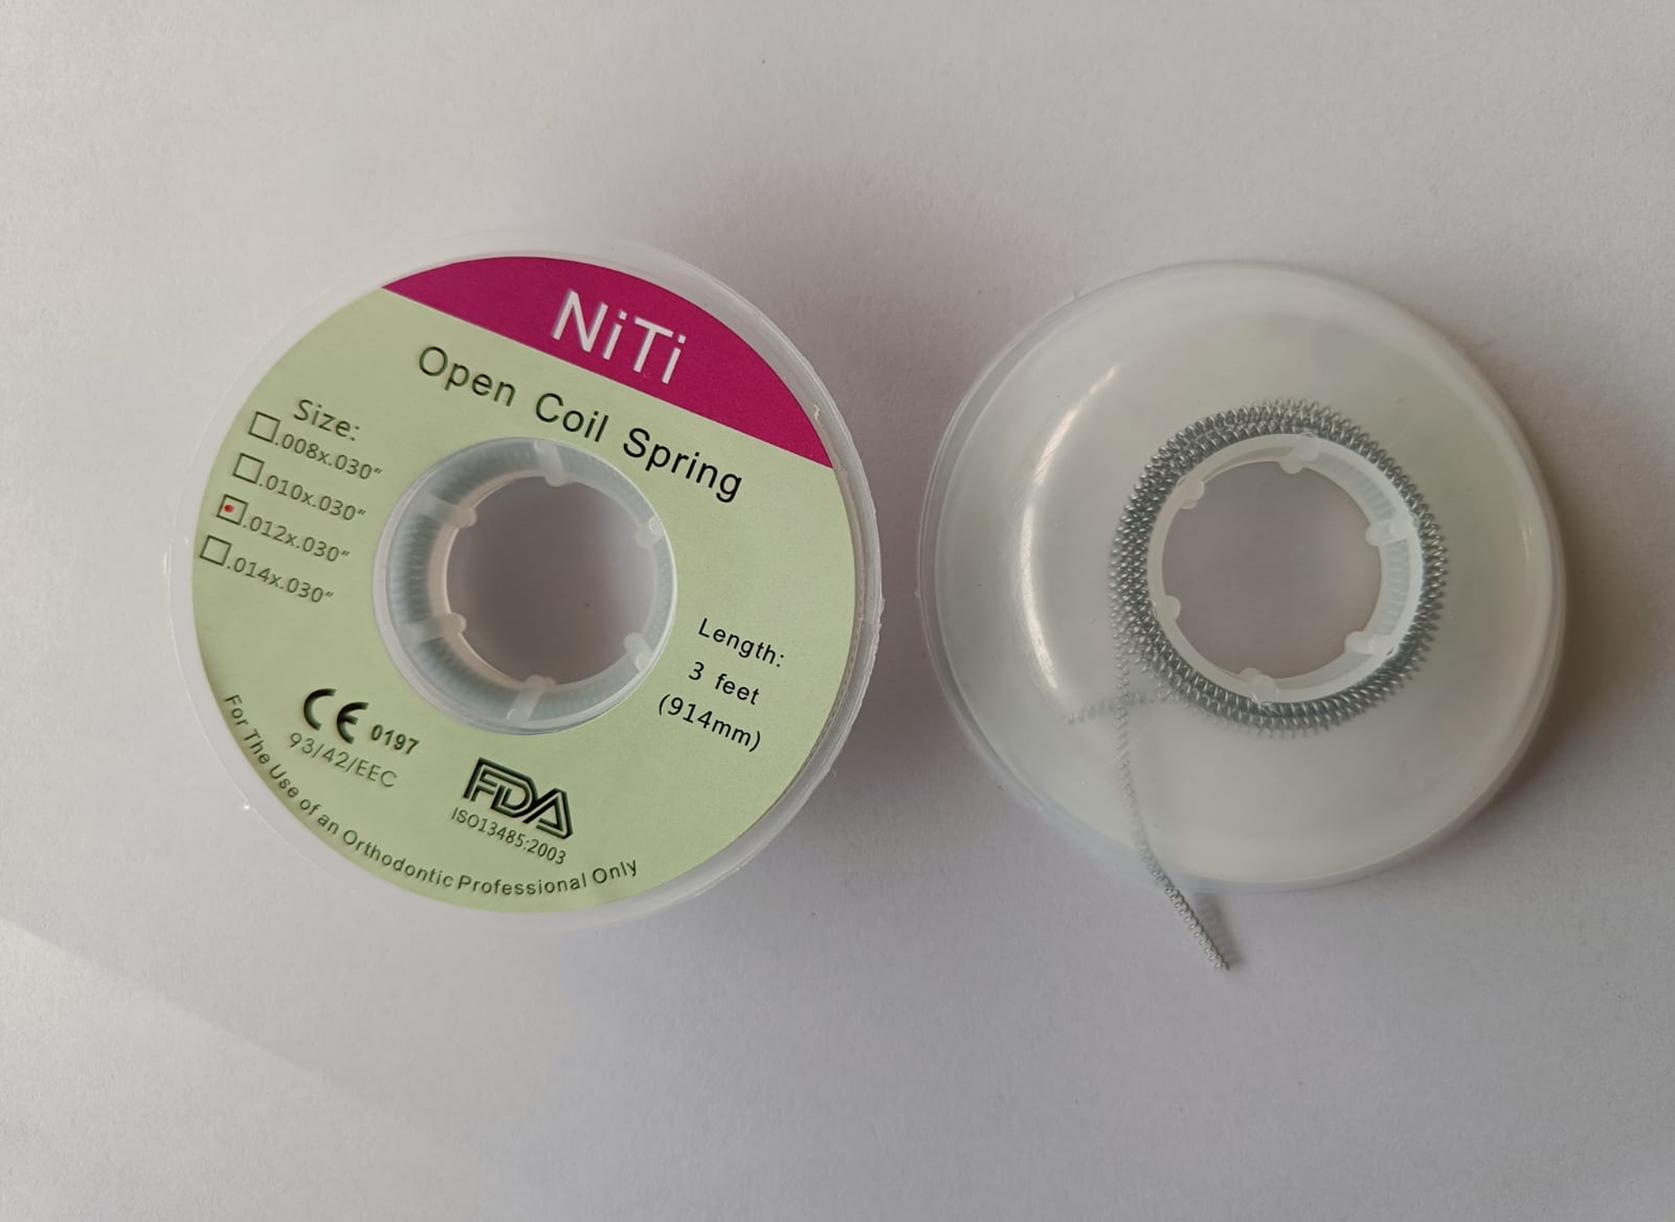 NiTi
Open Coil Spring
Size:
.008x.030"
.010x.030"
.012x.030"
.014x.030"
Length:
3 feet
(914mm)
CE 0197
93/42/EEC
FDA
ISO13485:2003
For The Use of an Orthodontic Professional Only